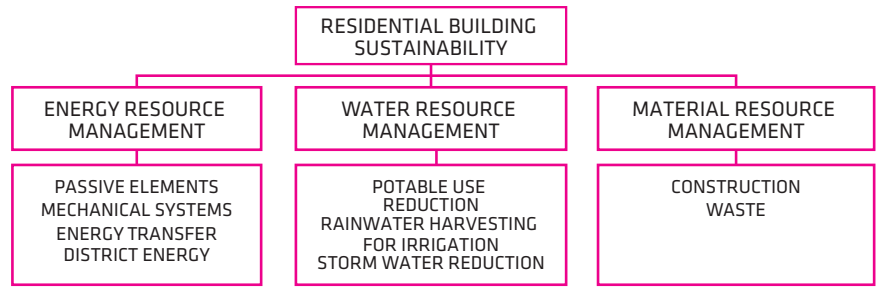 RESIDENTIAL BUILDING
SUSTAINABILITY
ENERGY RESOURCE
MANAGEMENT
WATER RESOURCE
MANAGEMENT
MATERIAL RESOURCE
MANAGEMENT
PASSIVE ELEMENTS
MECHANICAL SYSTEMS
ENERGY TRANSFER
DISTRICT ENERGY
POTABLE USE
REDUCTION
RAINWATER HARVESTING
FOR IRRIGATION
STORM WATER REDUCTION
CONSTRUCTION
WASTE